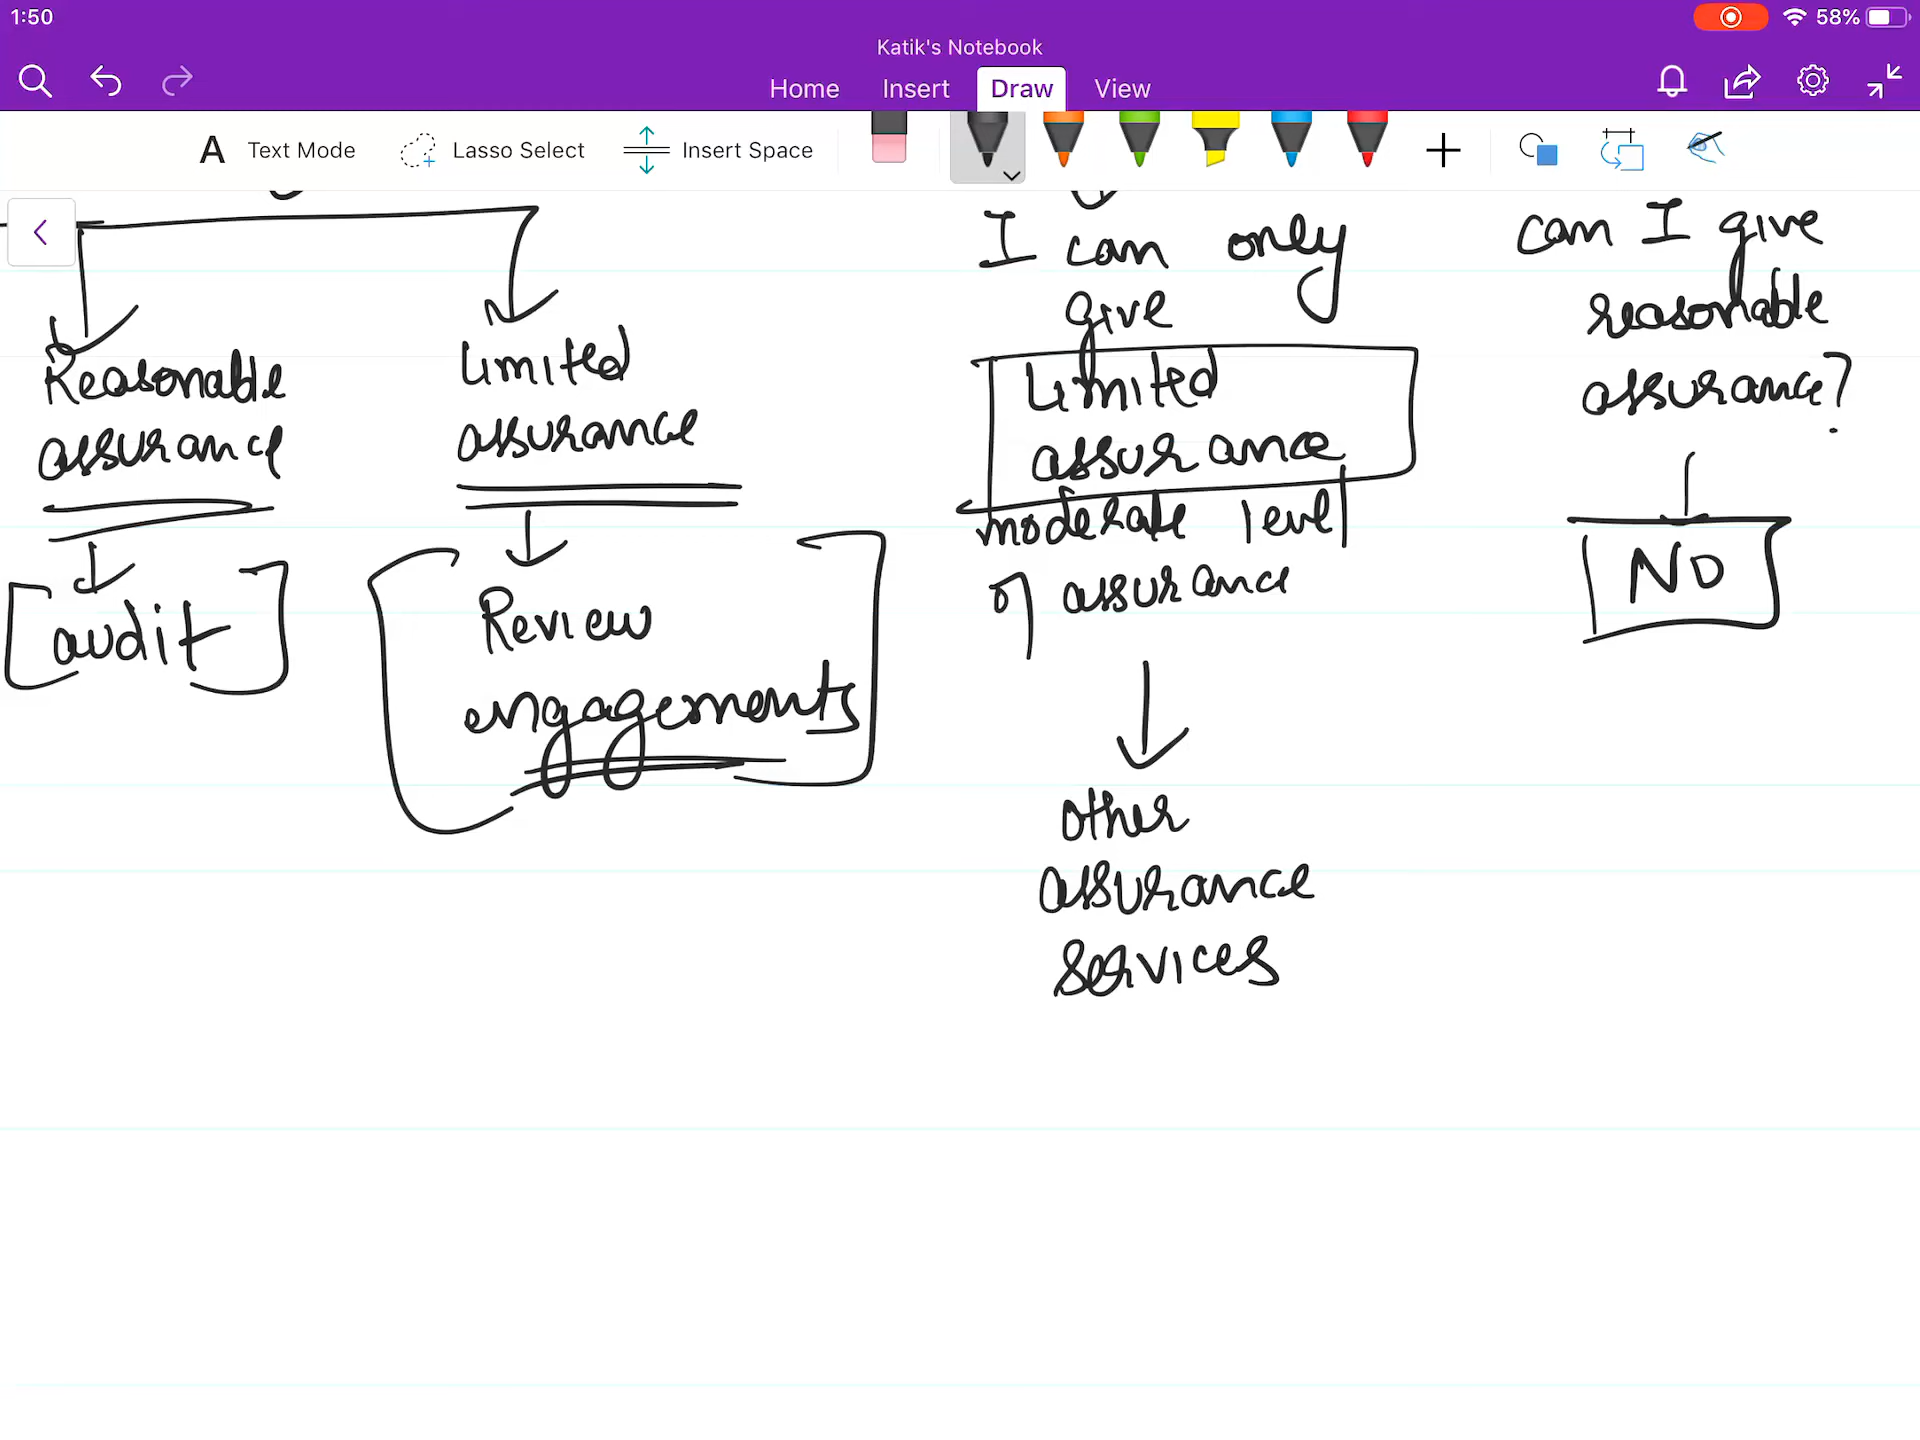 1:50
58%
Katik's Notebook
Home Insert Draw View
A Text Mode Lasso Select Insert Space
Reasonable
assurance
audit
Limited
assurance
Review
engagements
I can only
give
Limited
assurance
moderate level
of assurance
other
assurance
services
can I give
reasonable
assurance?
NO